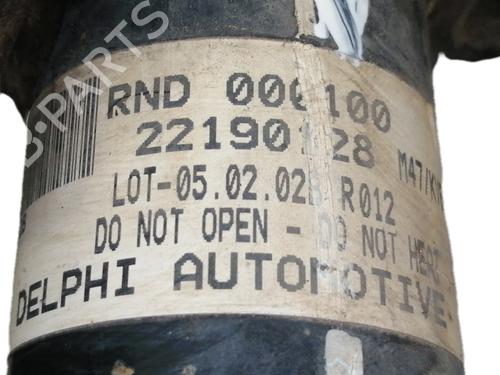 RND 000100
22190128
LOT-05.02.02
R012
DO NOT OPEN - DO NOT HEAT
DELPHI AUTOMOTIVE
B-PARTS